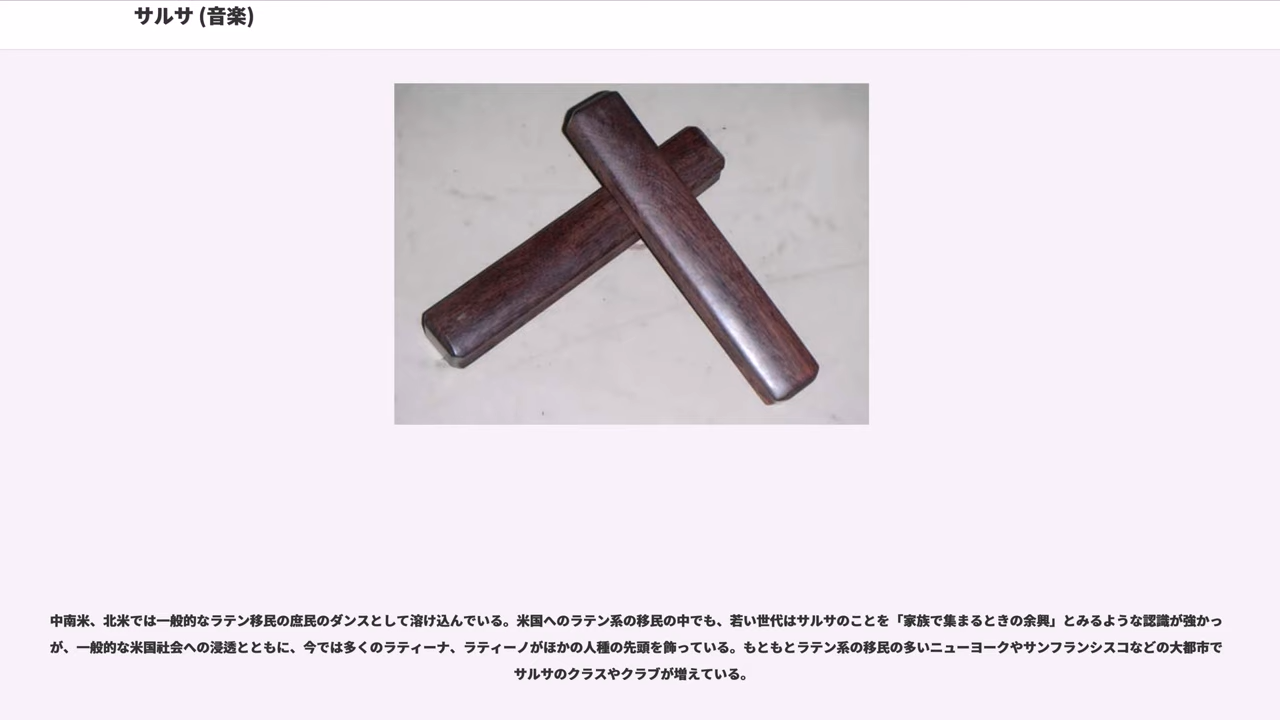 サルサ (音楽)
中南米、北米では一般的なラテン移民の庶民のダンスとして溶け込んでいる。米国へのラテン系の移民の中でも、若い世代はサルサのことを「家族で集まるときの余興」とみるような認識が強かっ
が、一般的な米国社会への浸透とともに、今では多くのラティーナ、ラティーノがほかの人種の先頭を飾っている。もともとラテン系の移民の多いニューヨークやサンフランシスコなどの大都市で
サルサのクラスやクラブが増えている。